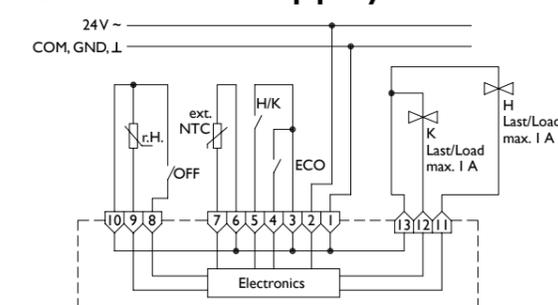 24V ~
COM, GND, ⊥
H/K
ext.
NTC
r.H.
OFF
ECO
H
Last/Load
max. 1 A
K
Last/Load
max. 1 A
10 9 8 7 6 5 4 3 2 1 13 12 11
Electronics